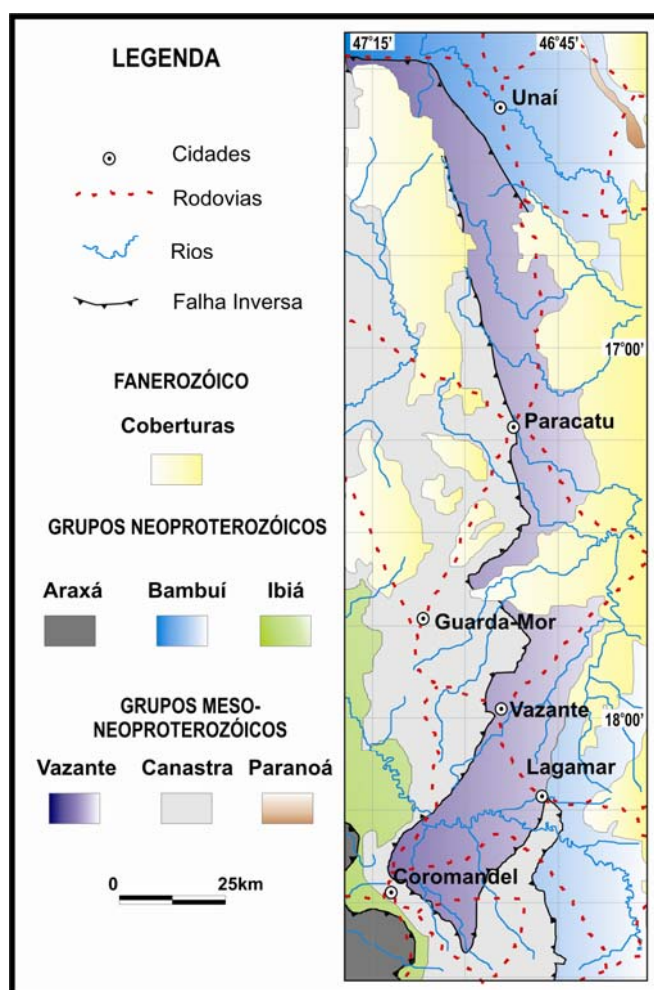 LEGENDA
Cidades
Rodovias
Rios
Falha Inversa
FANEROZÓICO
Coberturas
GRUPOS NEOPROTEROZÓICOS
Araxá Bambuí Ibiá
GRUPOS MESO-
NEOPROTEROZÓICOS
Vazante Canastra Paranoá
0 25km
47°15' 46°45'
Unaí
17°00'
Paracatu
Guarda-Mor
Vazante
18°00'
Lagamar
Coromandel